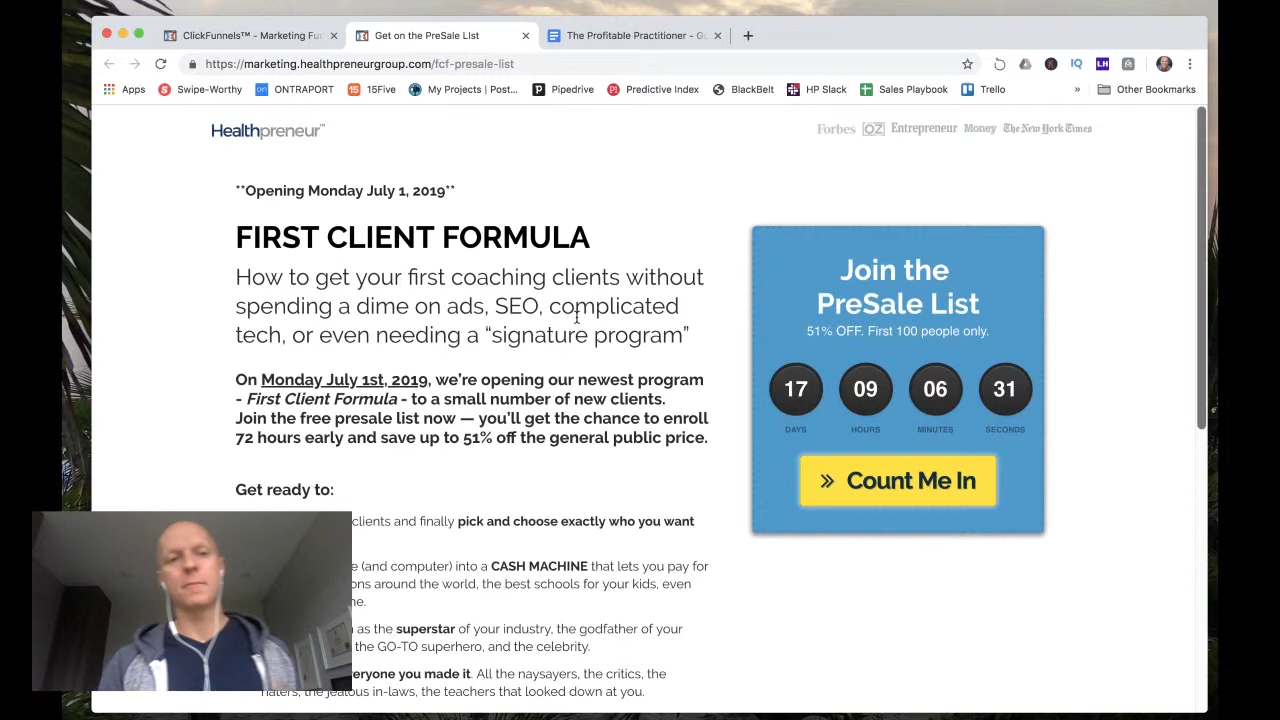 ClickFunnels™ - Marketing Fu
Get on the PreSale LIst
The Profitable Practitioner - G
https://marketing.healthpreneurgroup.com/fcf-presale-list
Apps
Swipe-Worthy
ONTRAPORT
15Five
My Projects | Post...
Pipedrive
Predictive Index
BlackBelt
HP Slack
Sales Playbook
Trello
»
Other Bookmarks
Healthpreneur™
Forbes OZ Entrepreneur Money The New York Times
**Opening Monday July 1, 2019**
FIRST CLIENT FORMULA
How to get your first coaching clients without
spending a dime on ads, SEO, complicated
tech, or even needing a “signature program”
On Monday July 1st, 2019, we’re opening our newest program
- First Client Formula - to a small number of new clients.
Join the free presale list now — you’ll get the chance to enroll
72 hours early and save up to 51% off the general public price.
Get ready to:
clients and finally pick and choose exactly who you want
(and computer) into a CASH MACHINE that lets you pay for
around the world, the best schools for your kids, even
as the superstar of your industry, the godfather of your
the GO-TO superhero, and the celebrity.
you made it. All the naysayers, the critics, the
haters, the jealous in-laws, the teachers that looked down at you.
Join the
PreSale List
51% OFF. First 100 people only.
17 09 06 31
DAYS HOURS MINUTES SECONDS
» Count Me In